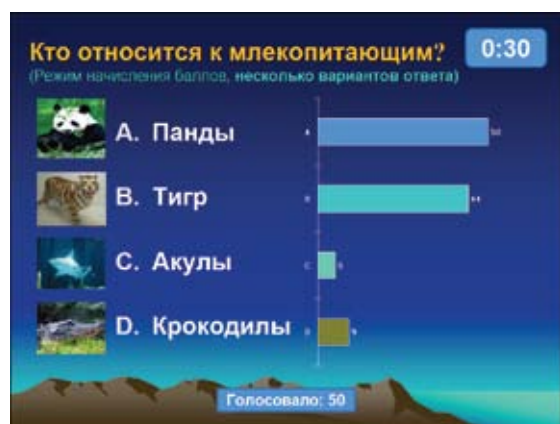 Кто относится к млекопитающим?
0:30
(Режим начисления баллов, несколько вариантов ответа)
A. Панды
B. Тигр
C. Акулы
D. Крокодилы
Голосовало: 50